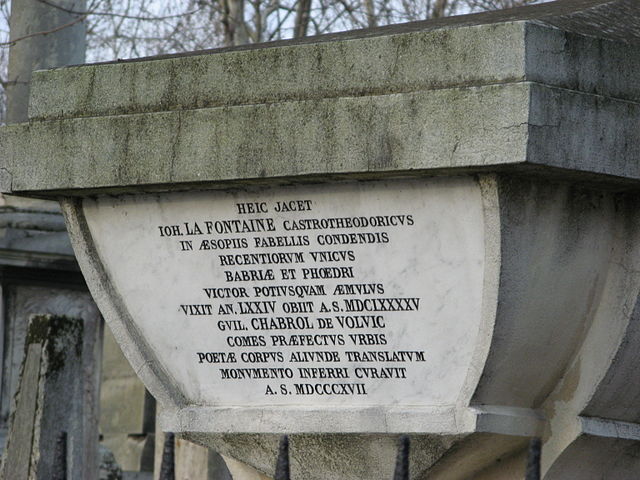 HEIC JACET
IOH. LA FONTAINE CASTROTHEODORICVS
IN ÆSOPIIS FABELLIS CONDENDIS
RECENTIORVM VNICVS
BABRIÆ ET PHŒDRI
VICTOR POTIVSQVAM ÆMVLVS
VIXIT AN. LXXIV OBIIT A.S. MDCLXXXXV
GVIL. CHABROL DE VOLVIC
COMES PRÆFECTVS VRBIS
POETÆ CORPVS ALIVNDE TRANSLATVM
MONVMENTO INFERRI CVRAVIT
A. S. MDCCCXVII